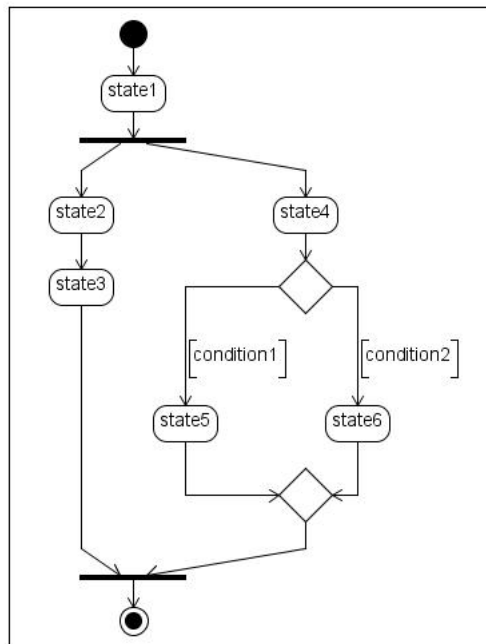 state1
state2
state4
state3
[condition1]
[condition2]
state5
state6